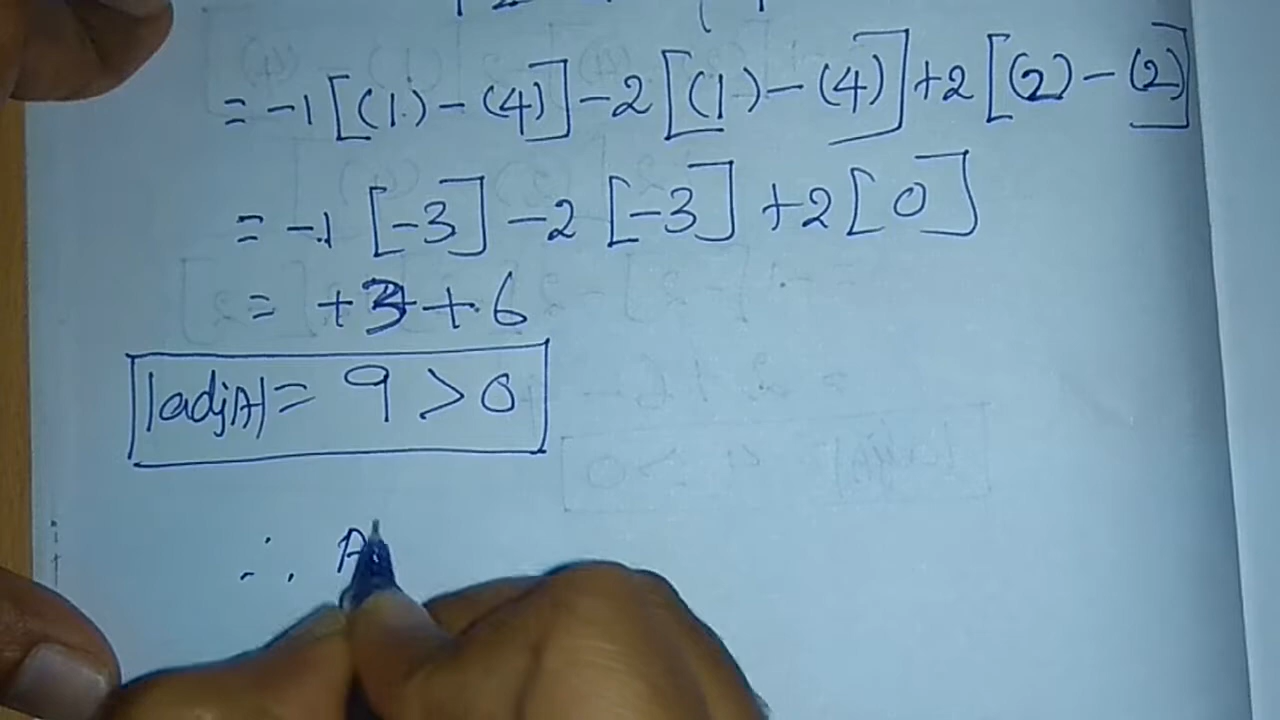 = -1 [(1) - (4)] - 2 [(1) - (4)] + 2 [(2) - (2)]
= -1 [-3] - 2 [-3] + 2 [0]
= +3 + 6
|adjA| = 9 > 0
∴ A